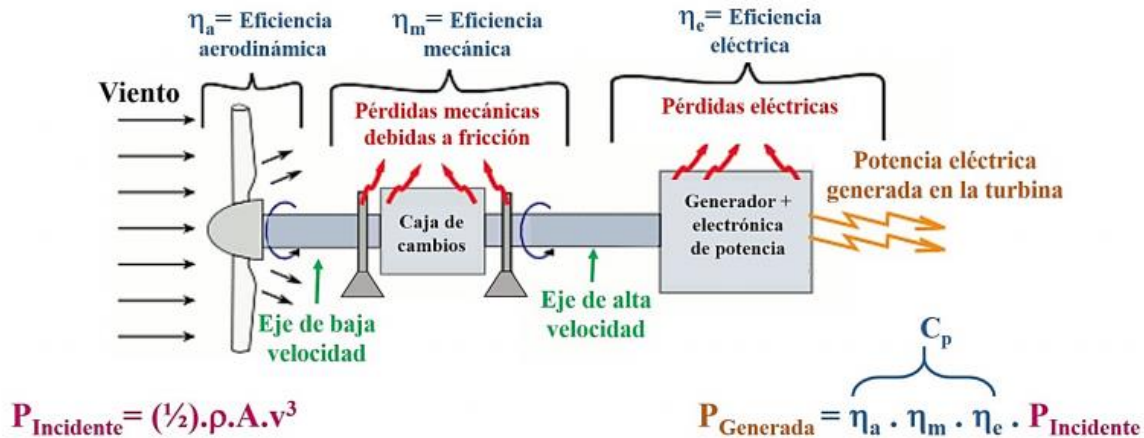 ηa= Eficiencia
aerodinámica
ηm= Eficiencia
mecánica
ηe= Eficiencia
eléctrica
Viento
Pérdidas mecánicas
debidas a fricción
Pérdidas eléctricas
Potencia eléctrica
generada en la turbina
Caja de
cambios
Generador +
electrónica
de potencia
Eje de baja
velocidad
Eje de alta
velocidad
Cp
PIncidente= (½).ρ.A.v³
PGenerada = ηa . ηm . ηe . PIncidente